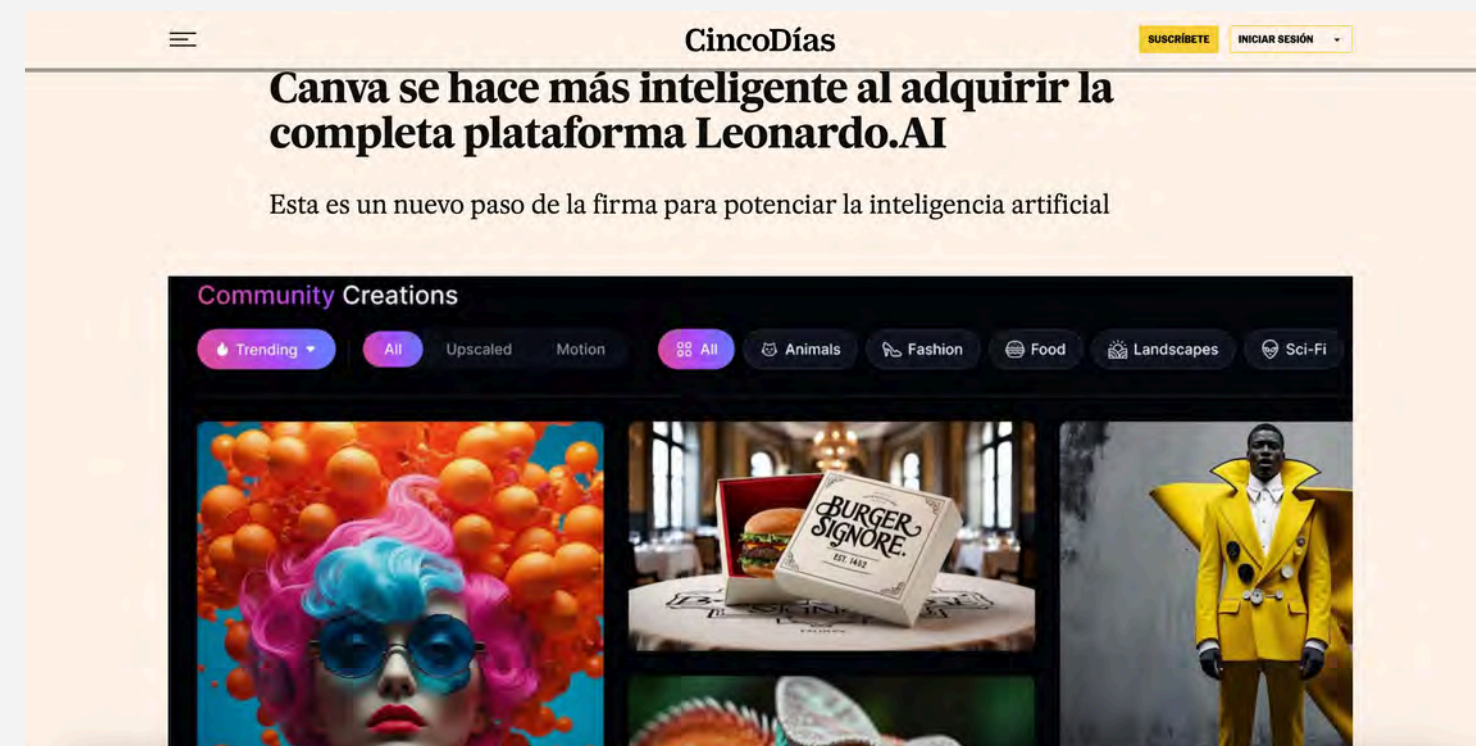 CincoDías
SUSCRÍBETE
INICIAR SESIÓN
Canva se hace más inteligente al adquirir la
completa plataforma Leonardo.AI
Esta es un nuevo paso de la firma para potenciar la inteligencia artificial
Community Creations
Trending
All
Upscaled
Motion
All
Animals
Fashion
Food
Landscapes
Sci-Fi
BURGER
SIGNORE.
EST. 1452